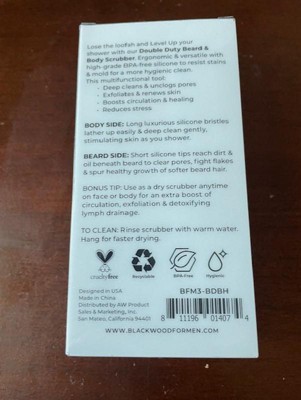 Lose the loofah and Level Up your
shower with our Double Duty Beard &
Body Scrubber. Ergonomic & versatile with
high-grade BPA-free silicone to resist stains
& mold for a more hygienic clean.
This multifunctional tool:
- Deep cleans & unclogs pores
- Exfoliates & renews skin
- Boosts circulation & healing
- Reduces stress
BODY SIDE: Long luxurious silicone bristles
lather up easily & deep clean gently,
stimulating skin as you shower.
BEARD SIDE: Short silicone tips reach dirt &
oil beneath beard to clear pores, fight flakes
& spur healthy growth of softer beard hair.
BONUS TIP: Use as a dry scrubber anytime
on face or body for an extra boost of
circulation, exfoliation & detoxifying
lymph drainage.
TO CLEAN: Rinse scrubber with warm water.
Hang for faster drying.
crueltyfree Recyclable BPA-Free Hygienic
Designed in USA
Made in China
Distributed by AW Product
Sales & Marketing, Inc.
San Mateo, California 94401
BFM3-BDBH
8 11196 01407 4
WWW.BLACKWOODFORMEN.COM